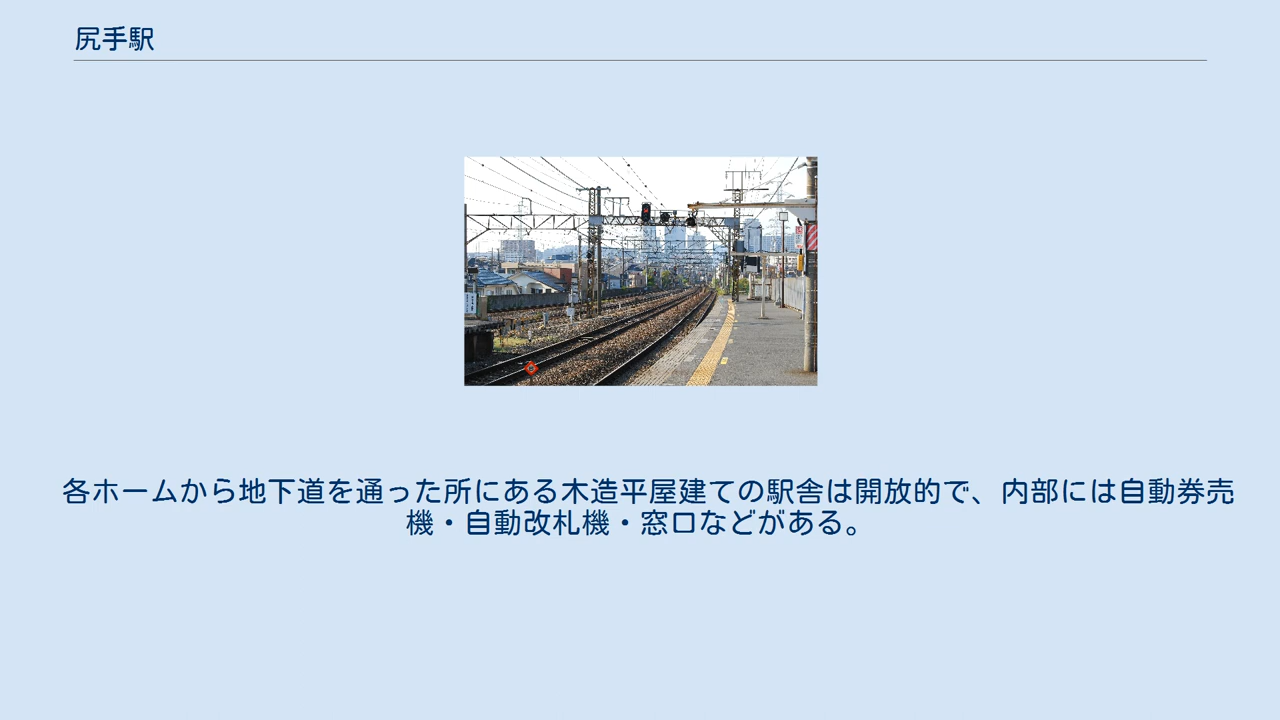 尻手駅
各ホームから地下道を通った所にある木造平屋建ての駅舎は開放的で、内部には自動券売
機・自動改札機・窓口などがある。